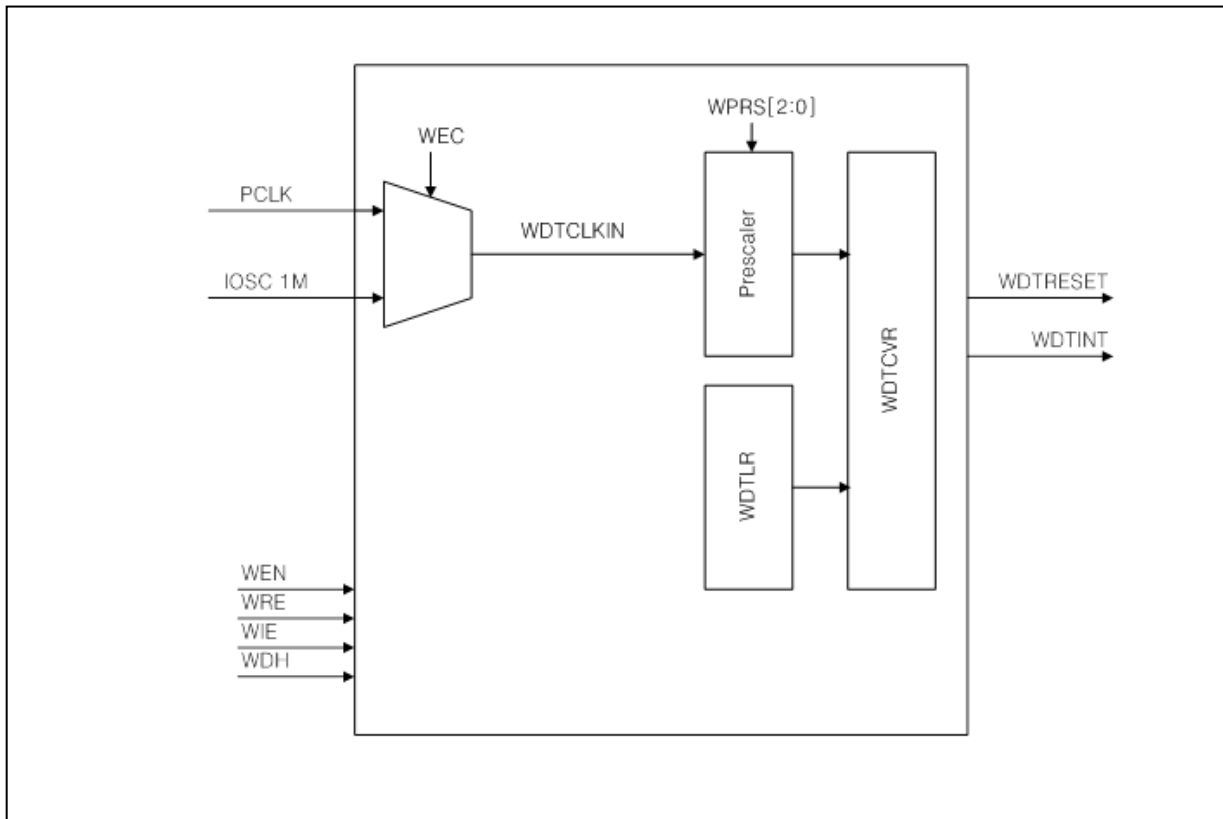 WPRS[2:0]
WEC
PCLK
WDTCLKIN
Prescaler
IOSC 1M
WDTRESET
WDTINT
WDTCVR
WDTLR
WEN
WRE
WIE
WDH